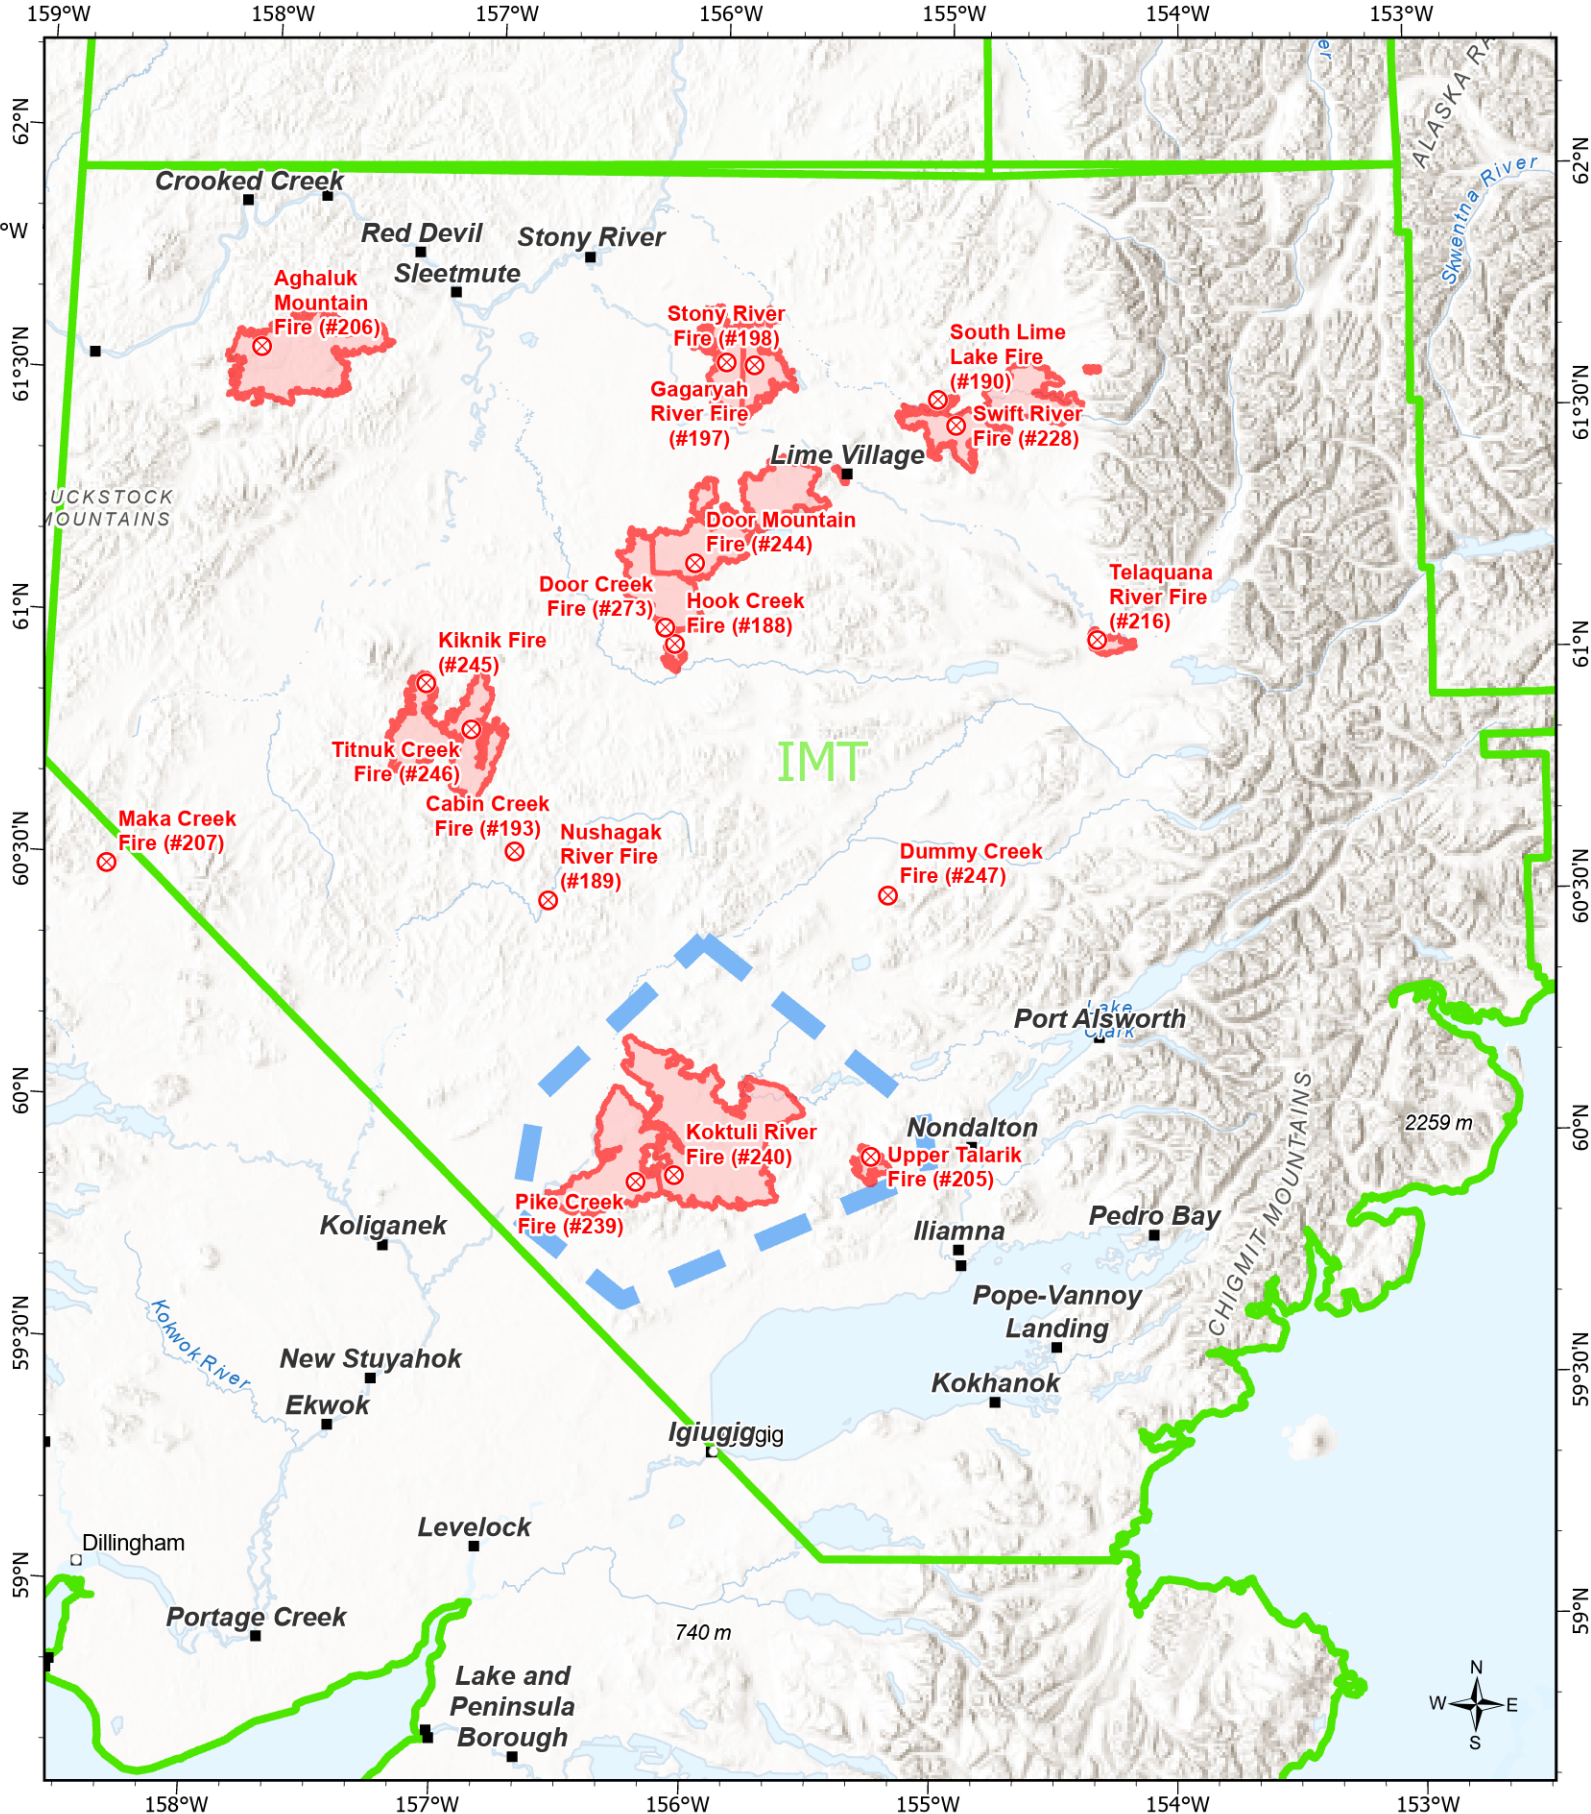 159°W 158°W 157°W 156°W 155°W 154°W 153°W
62°N
62°N
ALASKA RA
er
Skwentna River
°W
Crooked Creek
Red Devil
Stony River
Sleetmute
Aghaluk
Mountain
Fire (#206)
Stony River
Fire (#198)
South Lime
Lake Fire
(#190)
61°30'N
61°30'N
Gagaryah
River Fire
(#197)
Swift River
Fire (#228)
Lime Village
UCKSTOCK
MOUNTAINS
Door Mountain
Fire (#244)
Door Creek
Fire (#273)
Hook Creek
Fire (#188)
Telaquana
River Fire
(#216)
61°N
61°N
Kiknik Fire
(#245)
Titnuk Creek
Fire (#246)
IMT
Cabin Creek
Fire (#193)
Maka Creek
Fire (#207)
Nushagak
River Fire
(#189)
Dummy Creek
Fire (#247)
60°30'N
60°30'N
Lake
Clark
Port Alsworth
60°N
60°N
2259 m
Nondalton
Koktuli River
Fire (#240)
Upper Talarik
Fire (#205)
Pike Creek
Fire (#239)
Koliganek
Iliamna
Pedro Bay
CHIGMIT MOUNTAINS
Pope-Vannoy
Landing
Kokwok River
59°30'N
59°30'N
New Stuyahok
Ekwok
Kokhanok
Igiugig
gig
Levelock
Dillingham
59°N
59°N
Portage Creek
740 m
Lake and
Peninsula
Borough
N
W E
S
158°W 157°W 156°W 155°W 154°W 153°W